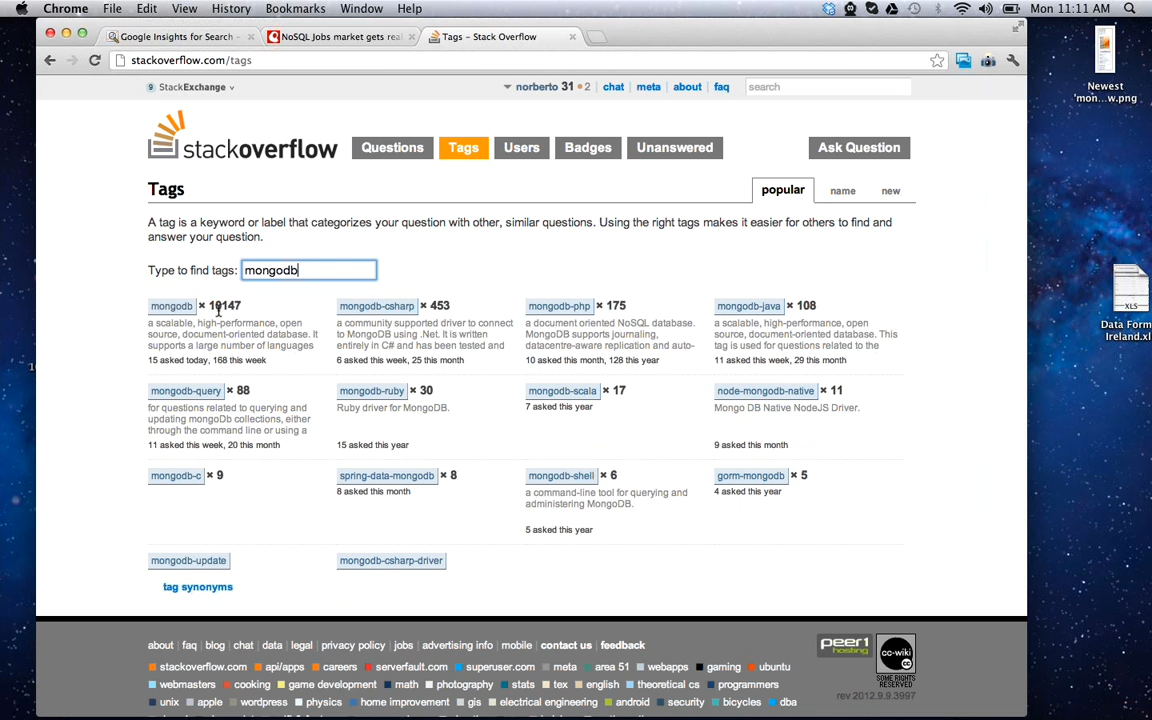 Chrome File Edit View History Bookmarks Window Help Mon 11:11 AM
Google Insights for Search - NoSQL Jobs market gets rea Tags – Stack Overflow
stackoverflow.com/tags
9 StackExchange norberto 31 2 chat meta about faq search
stackoverflow Questions Tags Users Badges Unanswered Ask Question
Tags popular name new
A tag is a keyword or label that categorizes your question with other, similar questions. Using the right tags makes it easier for others to find and
answer your question.
Type to find tags: mongodb
mongodb × 10147 mongodb-csharp × 453 mongodb-php × 175 mongodb-java × 108
a scalable, high-performance, open a community supported driver to connect a document oriented NoSQL database. a scalable, high-performance, open
source, document-oriented database. It to MongoDB using .Net. It is written MongoDB supports journaling, source, document-oriented database. This
supports a large number of languages entirely in C# and has been tested and datacentre-aware replication and auto- tag is used for questions related to the
15 asked today, 168 this week 6 asked this week, 25 this month 10 asked this month, 128 this year 11 asked this week, 29 this month
mongodb-query × 88 mongodb-ruby × 30 mongodb-scala × 17 node-mongodb-native × 11
for questions related to querying and Ruby driver for MongoDB. 7 asked this year Mongo DB Native NodeJS Driver.
updating mongoDb collections, either
through the command line or using a
11 asked this week, 20 this month 15 asked this year 9 asked this month
mongodb-c × 9 spring-data-mongodb × 8 mongodb-shell × 6 gorm-mongodb × 5
8 asked this month a command-line tool for querying and 4 asked this year
administering MongoDB.
5 asked this year
mongodb-update mongodb-csharp-driver
tag synonyms
about faq blog chat data legal privacy policy jobs advertising info mobile contact us feedback
stackoverflow.com api/apps careers serverfault.com superuser.com meta area 51 webapps gaming ubuntu
webmasters cooking game development math photography stats tex english theoretical cs programmers
unix apple wordpress physics home improvement gis electrical engineering android security bicycles dba
peer1
hosting
cc-wiki
SOME RIGHTS
RESERVED
rev 2012.9.9.3997
Newest
'mon...w.png
XLS
Data Form
Ireland.xl